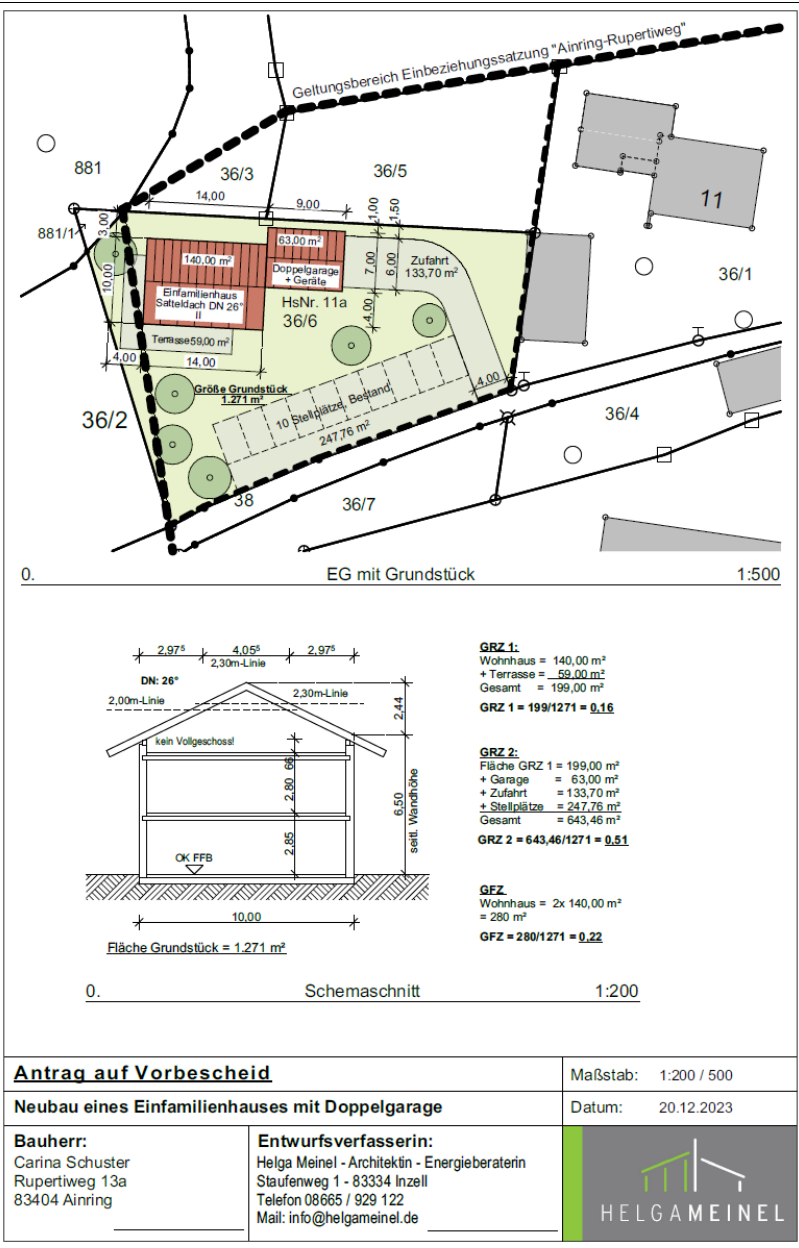 Geltungsbereich Einbeziehungssatzung "Ainring-Rupertiweg"
881
36/3
36/5
11
14,00
9,00
1,00
1,50
881/1
3,00
63,00 m²
140,00 m²
Doppelgarage
+ Geräte
7,00
6,00
Zufahrt
133,70 m²
36/1
10,00
Einfamilienhaus
Satteldach DN 26°
II
HsNr. 11a
36/6
4,00
Terrasse 59,00 m²
4,00
14,00
Größe Grundstück
1.271 m²
4,00
10 Stellplätze, Bestand
247,76 m²
36/2
36/4
38
36/7
0.
EG mit Grundstück
1:500
2,97⁵
4,05⁵
2,97⁵
2,30m-Linie
DN: 26°
2,00m-Linie
2,30m-Linie
2,44
kein Vollgeschoss!
66
2,80
6,50
seitl. Wandhöhe
2,85
OK FFB
10,00
Fläche Grundstück = 1.271 m²
GRZ 1:
Wohnhaus = 140,00 m²
+ Terrasse = 59,00 m²
Gesamt = 199,00 m²
GRZ 1 = 199/1271 = 0,16
GRZ 2:
Fläche GRZ 1 = 199,00 m²
+ Garage = 63,00 m²
+ Zufahrt = 133,70 m²
+ Stellplätze = 247,76 m²
Gesamt = 643,46 m²
GRZ 2 = 643,46/1271 = 0,51
GFZ
Wohnhaus = 2x 140,00 m²
= 280 m²
GFZ = 280/1271 = 0,22
0.
Schemaschnitt
1:200
Antrag auf Vorbescheid
Maßstab: 1:200 / 500
Neubau eines Einfamilienhauses mit Doppelgarage
Datum: 20.12.2023
Bauherr:
Carina Schuster
Rupertiweg 13a
83404 Ainring
Entwurfsverfasserin:
Helga Meinel - Architektin - Energieberaterin
Staufenweg 1 - 83334 Inzell
Telefon 08665 / 929 122
Mail: info@helgameinel.de
HELGAMEINEL